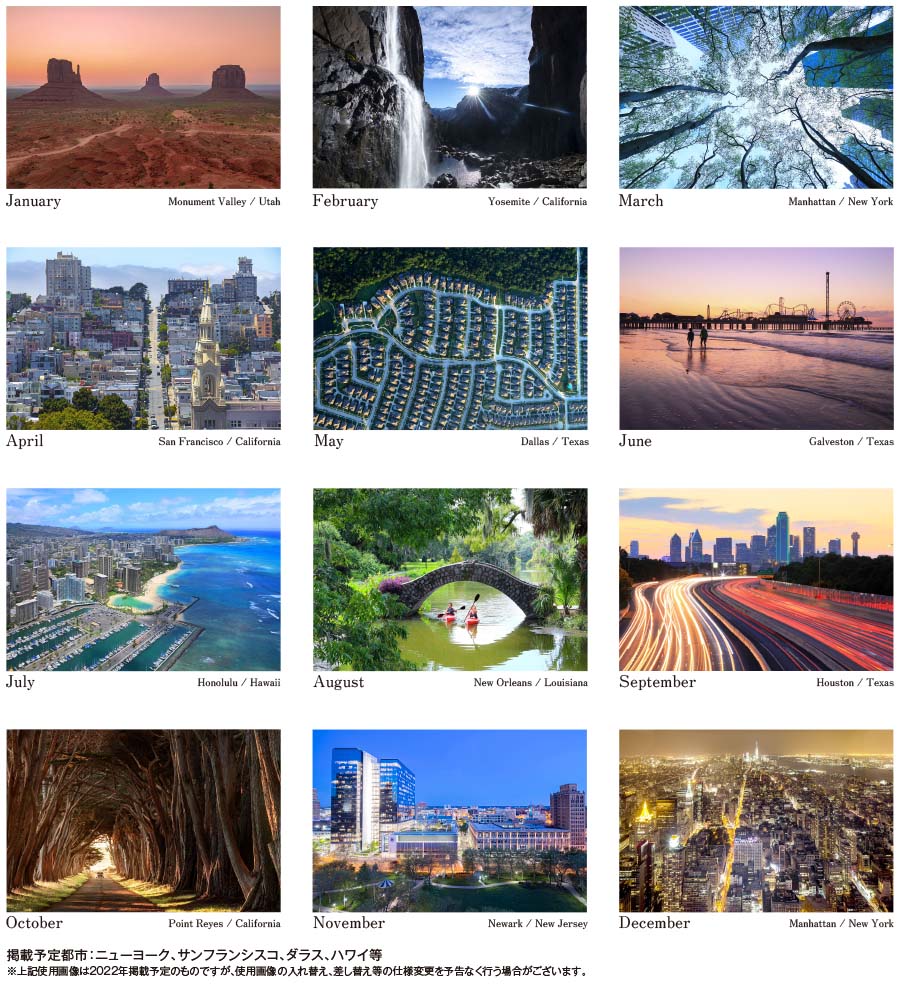 January Monument Valley / Utah
February Yosemite / California
March Manhattan / New York
April San Francisco / California
May Dallas / Texas
June Galveston / Texas
July Honolulu / Hawaii
August New Orleans / Louisiana
September Houston / Texas
October Point Reyes / California
November Newark / New Jersey
December Manhattan / New York
掲載予定都市：ニューヨーク、サンフランシスコ、ダラス、ハワイ等
※上記使用画像は2022年掲載予定のものですが、使用画像の入れ替え、差し替え等の仕様変更を予告なく行う場合がございます。